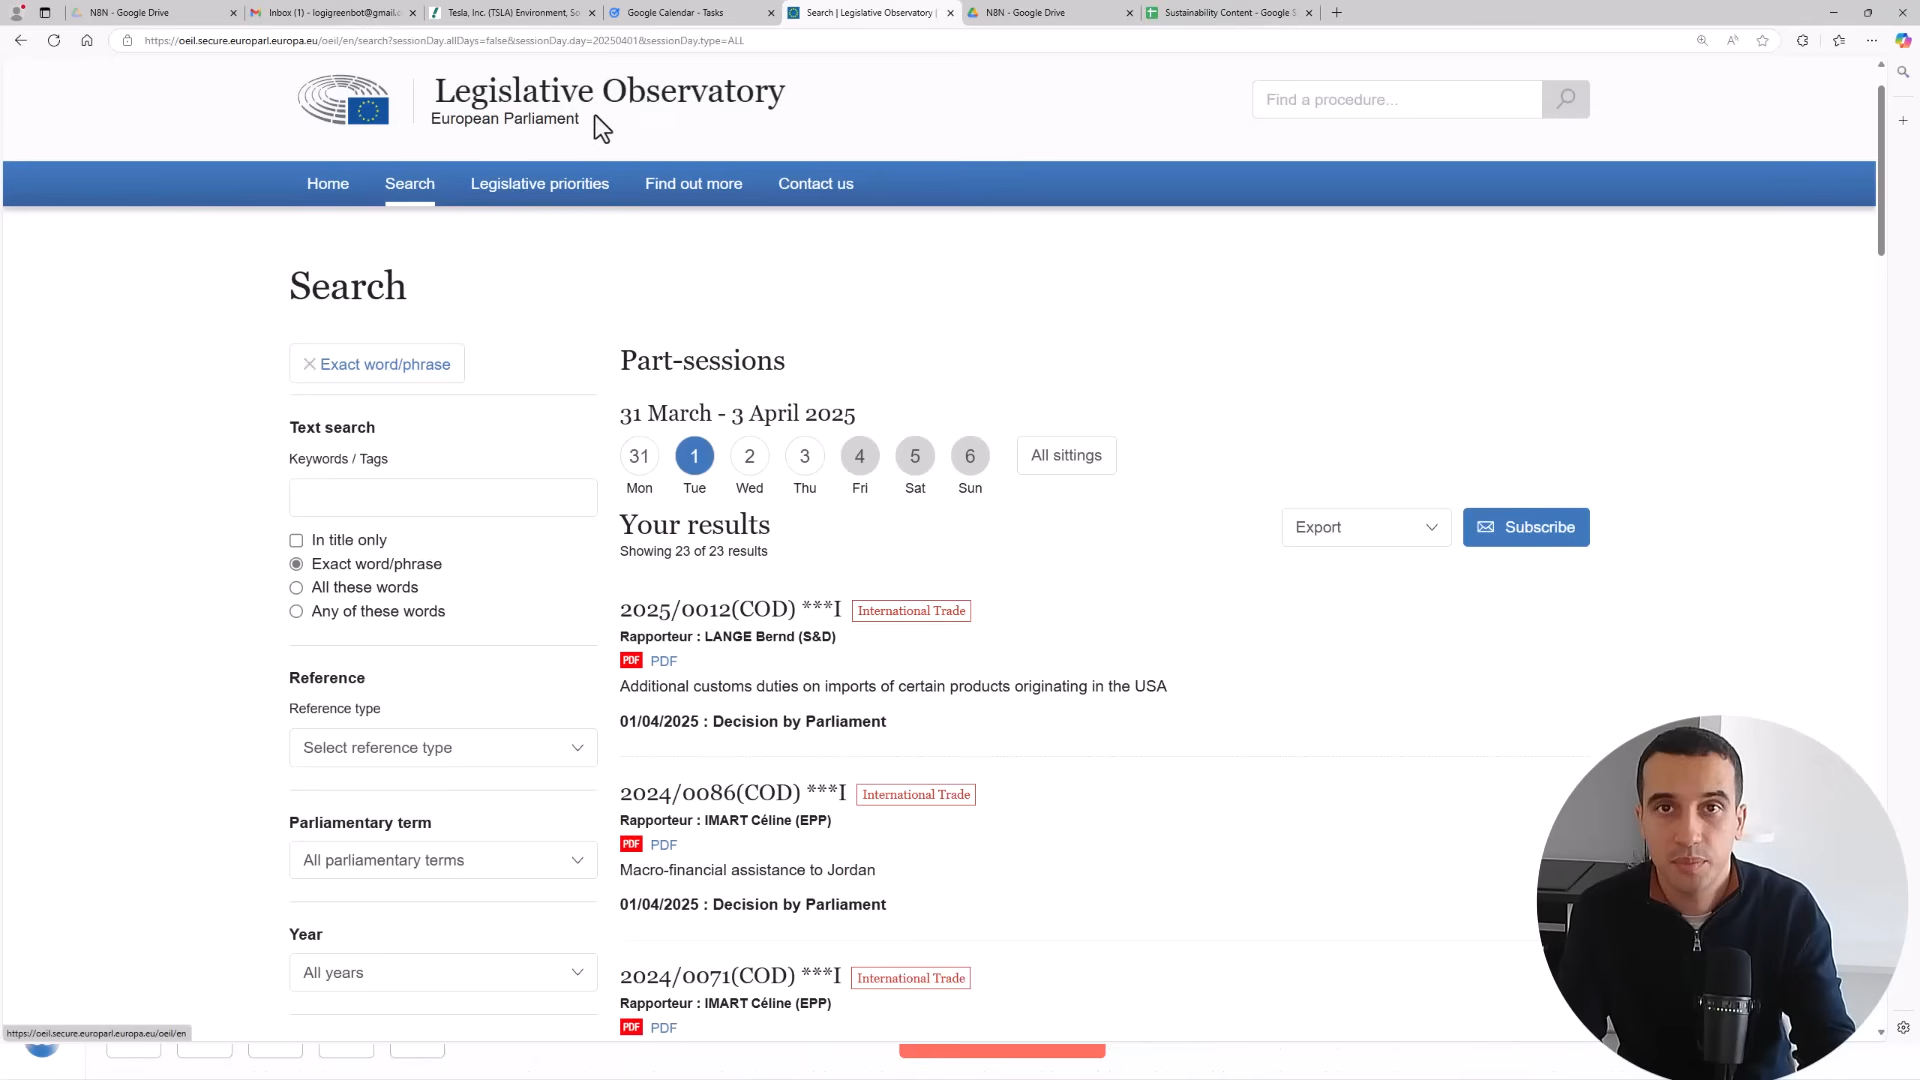 N8N - Google Drive
Inbox (1) - logigreenbot@gmail.c
Tesla, Inc. (TSLA) Environment, So
Google Calendar - Tasks
Search | Legislative Observatory |
N8N - Google Drive
Sustainability Content - Google S
https://oeil.secure.europarl.europa.eu/oeil/en/search?sessionDay.allDays=false&sessionDay.day=20250401&sessionDay.type=ALL
Legislative Observatory
European Parliament
Find a procedure...
Home
Search
Legislative priorities
Find out more
Contact us
Search
Exact word/phrase
Text search
Keywords / Tags
In title only
Exact word/phrase
All these words
Any of these words
Reference
Reference type
Select reference type
Parliamentary term
All parliamentary terms
Year
All years
Part-sessions
31 March - 3 April 2025
31 1 2 3 4 5 6
Mon Tue Wed Thu Fri Sat Sun
All sittings
Your results
Showing 23 of 23 results
Export
Subscribe
2025/0012(COD) ***I International Trade
Rapporteur : LANGE Bernd (S&D)
PDF PDF
Additional customs duties on imports of certain products originating in the USA
01/04/2025 : Decision by Parliament
2024/0086(COD) ***I International Trade
Rapporteur : IMART Céline (EPP)
PDF PDF
Macro-financial assistance to Jordan
01/04/2025 : Decision by Parliament
2024/0071(COD) ***I International Trade
Rapporteur : IMART Céline (EPP)
PDF PDF
https://oeil.secure.europarl.europa.eu/oeil/en